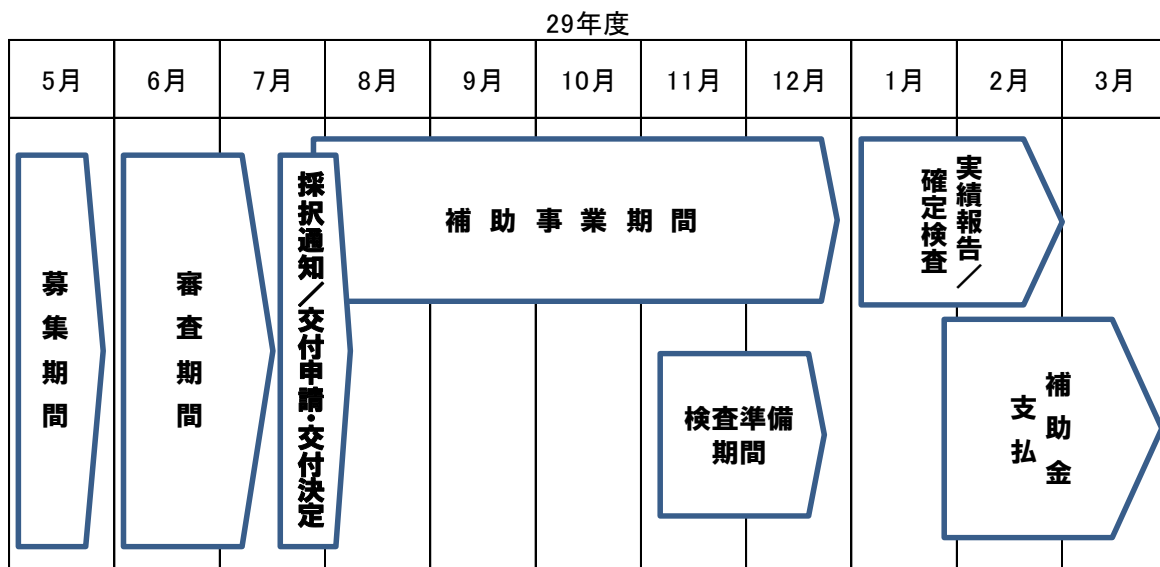 29年度
5月 6月 7月 8月 9月 10月 11月 12月 1月 2月 3月
募集期間
審査期間
採択通知／交付申請・交付決定
補助事業期間
検査準備
期間
実績報告／
確定検査
補助金
支払